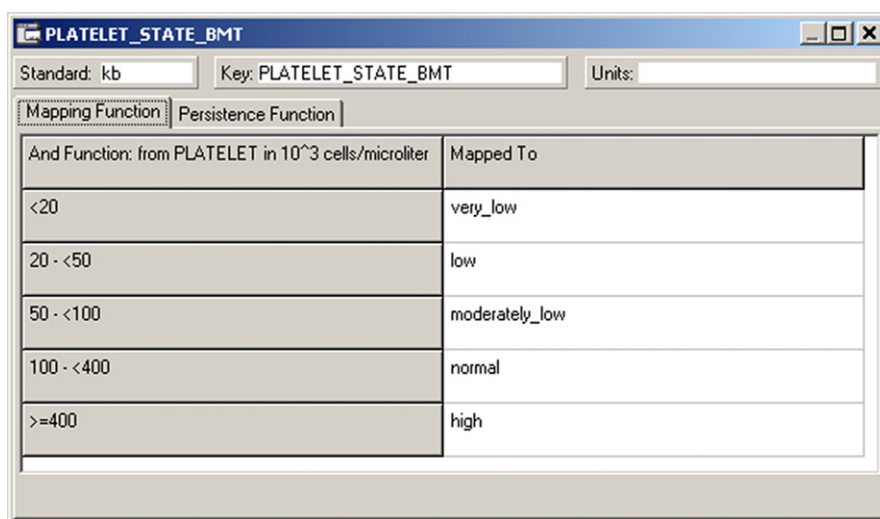 PLATELET_STATE_BMT
Standard: kb Key: PLATELET_STATE_BMT Units:
Mapping Function Persistence Function
And Function: from PLATELET in 10^3 cells/microliter Mapped To
<20 very_low
20 - <50 low
50 - <100 moderately_low
100 - <400 normal
>=400 high